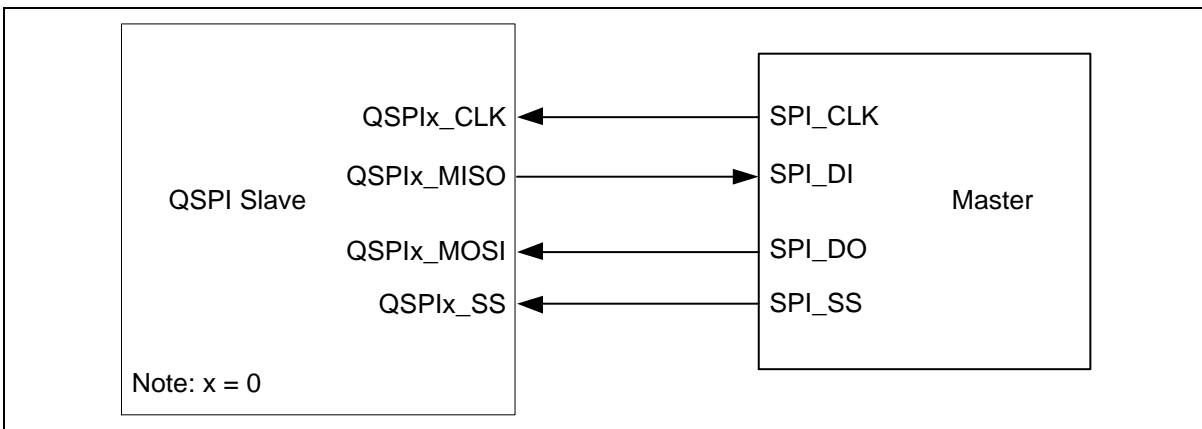 QSPIx_CLK
SPI_CLK
QSPIx_MISO
SPI_DI
QSPI Slave
Master
QSPIx_MOSI
SPI_DO
QSPIx_SS
SPI_SS
Note: x = 0